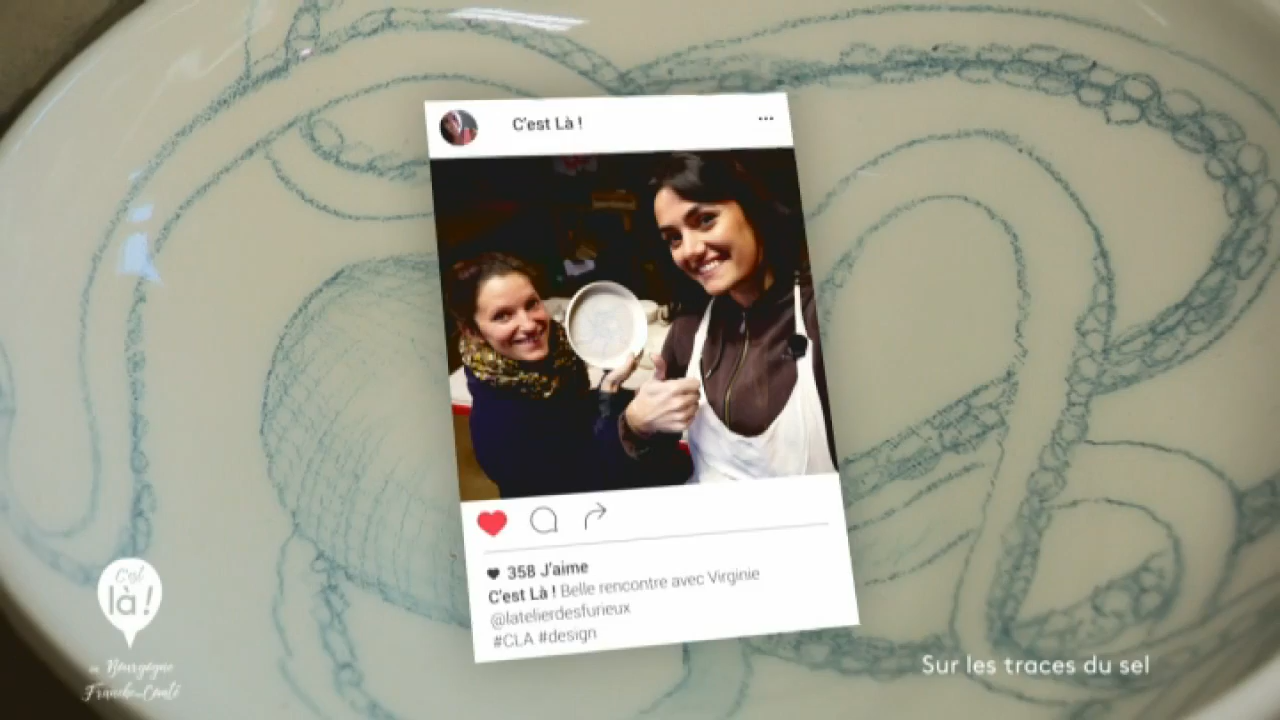 C'est Là !
358 J'aime
C'est Là ! Belle rencontre avec Virginie
@latelierdesfurieux
#CLA #design
C'est
là !
en Bourgogne
Franche-Comté
Sur les traces du sel